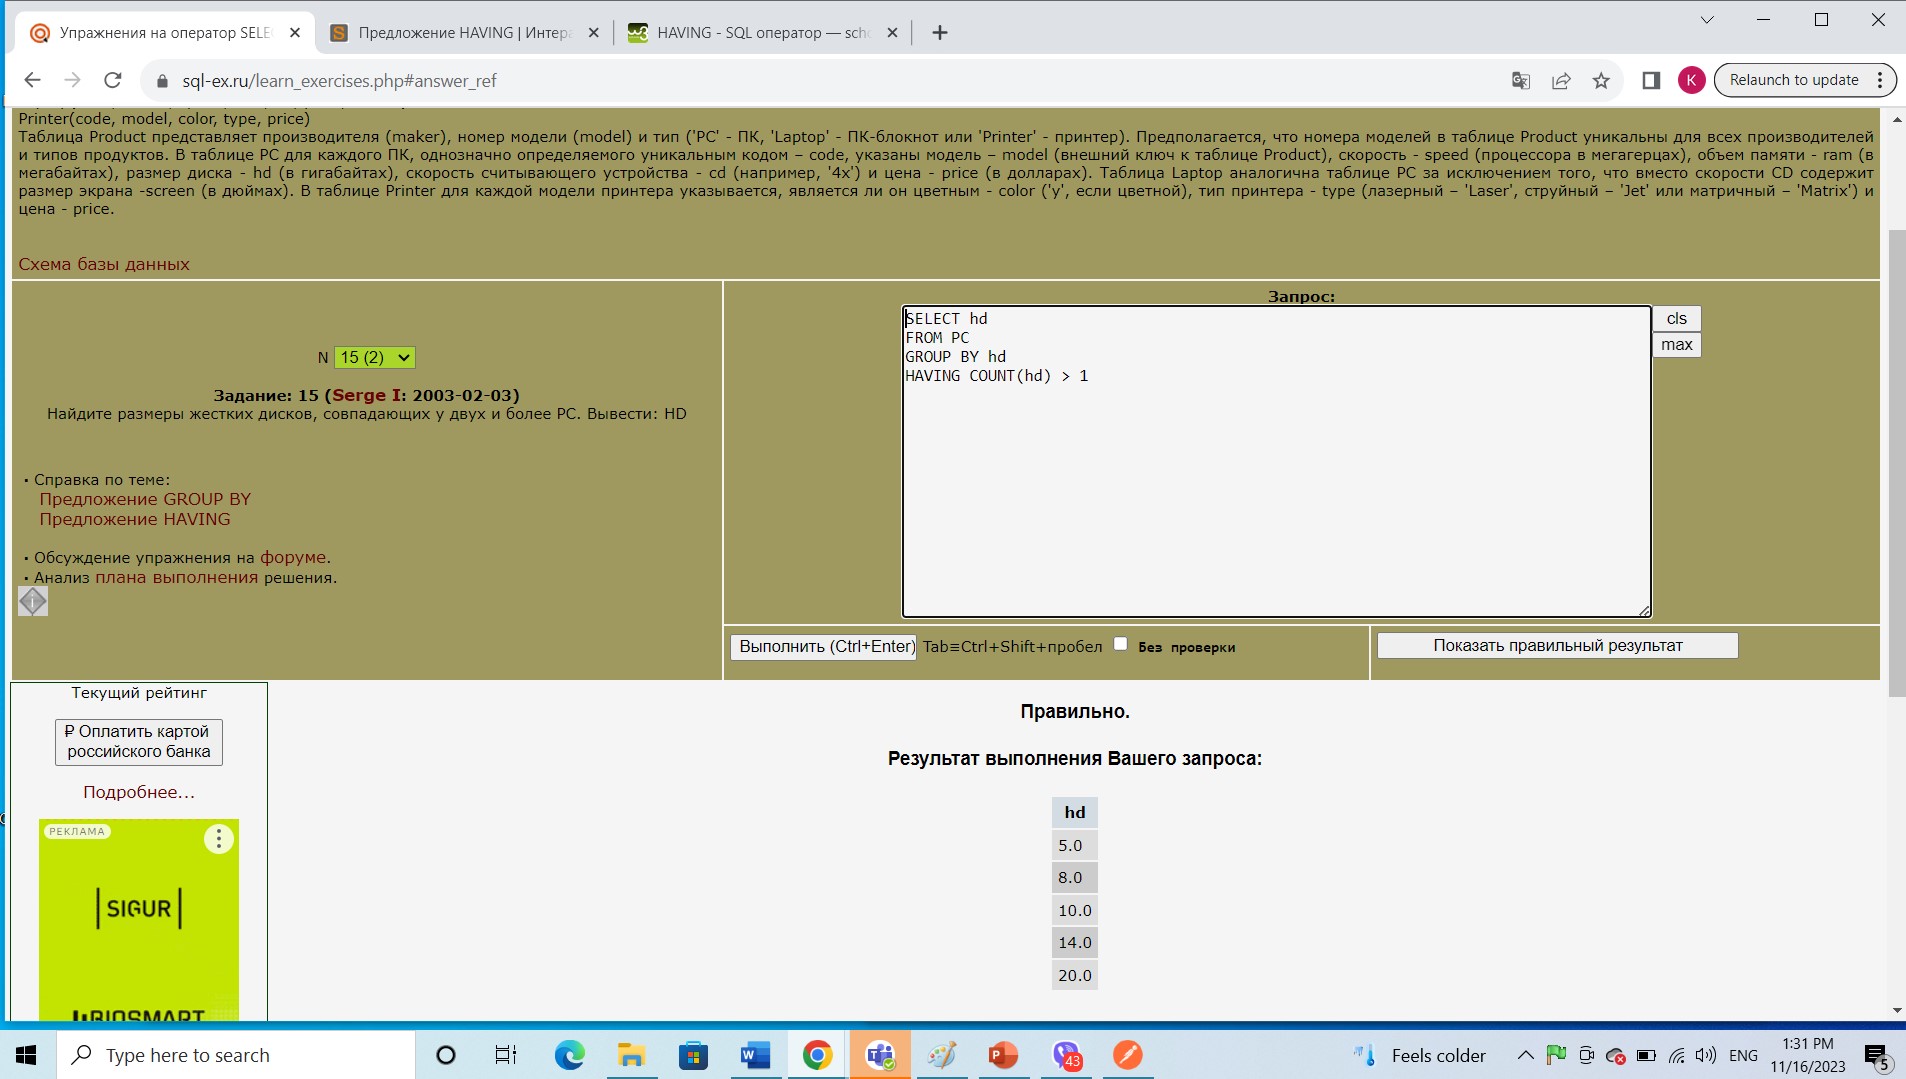 Упражнения на оператор SELE
Предложение HAVING | Интера
HAVING - SQL оператор — scho
sql-ex.ru/learn_exercises.php#answer_ref
K
Relaunch to update
Printer(code, model, color, type, price)
Таблица Product представляет производителя (maker), номер модели (model) и тип ('PC' - ПК, 'Laptop' - ПК-блокнот или 'Printer' - принтер). Предполагается, что номера моделей в таблице Product уникальны для всех производителей
и типов продуктов. В таблице PC для каждого ПК, однозначно определяемого уникальным кодом – code, указаны модель – model (внешний ключ к таблице Product), скорость - speed (процессора в мегагерцах), объем памяти - ram (в
мегабайтах), размер диска - hd (в гигабайтах), скорость считывающего устройства - cd (например, '4x') и цена - price (в долларах). Таблица Laptop аналогична таблице РС за исключением того, что вместо скорости CD содержит
размер экрана -screen (в дюймах). В таблице Printer для каждой модели принтера указывается, является ли он цветным - color ('y', если цветной), тип принтера - type (лазерный – 'Laser', струйный – 'Jet' или матричный – 'Matrix') и
цена - price.
Схема базы данных
Запрос:
SELECT hd
FROM PC
GROUP BY hd
HAVING COUNT(hd) > 1
cls
max
N 15 (2)
Задание: 15 (Serge I: 2003-02-03)
Найдите размеры жестких дисков, совпадающих у двух и более PC. Вывести: HD
· Справка по теме:
Предложение GROUP BY
Предложение HAVING
· Обсуждение упражнения на форуме.
· Анализ плана выполнения решения.
Выполнить (Ctrl+Enter) Tab≡Ctrl+Shift+пробел Без проверки
Показать правильный результат
Текущий рейтинг
₽ Оплатить картой
российского банка
Подробнее...
РЕКЛАМА
SIGUR
BIOSMART
Правильно.
Результат выполнения Вашего запроса:
hd
5.0
8.0
10.0
14.0
20.0
Type here to search
43
Feels colder
ENG
1:31 PM
11/16/2023
5